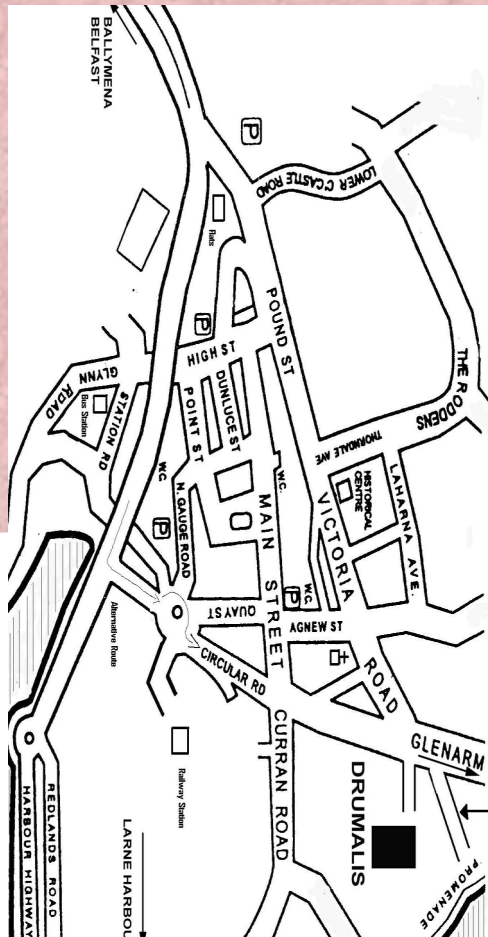 BALLYMENA
BELFAST
P
LOWER C'CASTLE ROAD
Flats
POUND ST
THE RODDENS
P
HIGH ST
GLYNN ROAD
STATION RD
Bus Station
POINT ST
DUNLUCE ST
THORNDALE AVE
LAHARNA AVE.
HISTORICAL
CENTRE
W.C.
W.C.
MAIN STREET
VICTORIA ROAD
N. GAUGE ROAD
P
P
W.C.
QUAY ST
AGNEW ST
Alternative Route
CIRCULAR RD
GLENARM
Railway Station
CURRAN ROAD
DRUMALIS
PROMENADE
REDLANDS ROAD
HARBOUR HIGHWAY
LARNE HARBOU